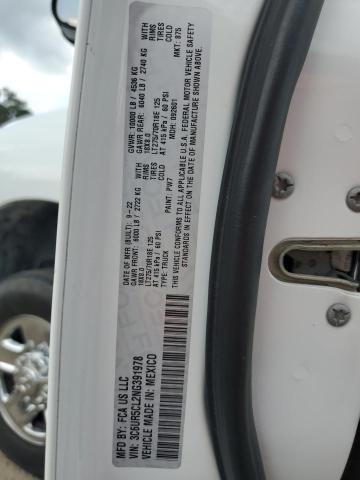 MFD BY: FCA US LLC
VIN: 3C6UR5CL2NG391978
VEHICLE MADE IN: MEXICO
DATE OF MFR (BUILT): 9-22
GAWR FRONT: 6000 LB / 2722 KG
18X8.0
LT275/70R18E 125
AT 415 kPa / 60 PSI
TYPE: TRUCK
GVWR: 10000 LB / 4536 KG
GAWR REAR: 6040 LB / 2740 KG
18X8.0
LT275/70R18E 125
AT 415 kPa / 60 PSI
MDH: 092601
WITH
RIMS
TIRES
COLD
WITH
RIMS
TIRES
COLD
MKT: 875
PAINT: PW7
THIS VEHICLE CONFORMS TO ALL APPLICABLE U.S.A. FEDERAL MOTOR VEHICLE SAFETY
STANDARDS IN EFFECT ON THE DATE OF MANUFACTURE SHOWN ABOVE.